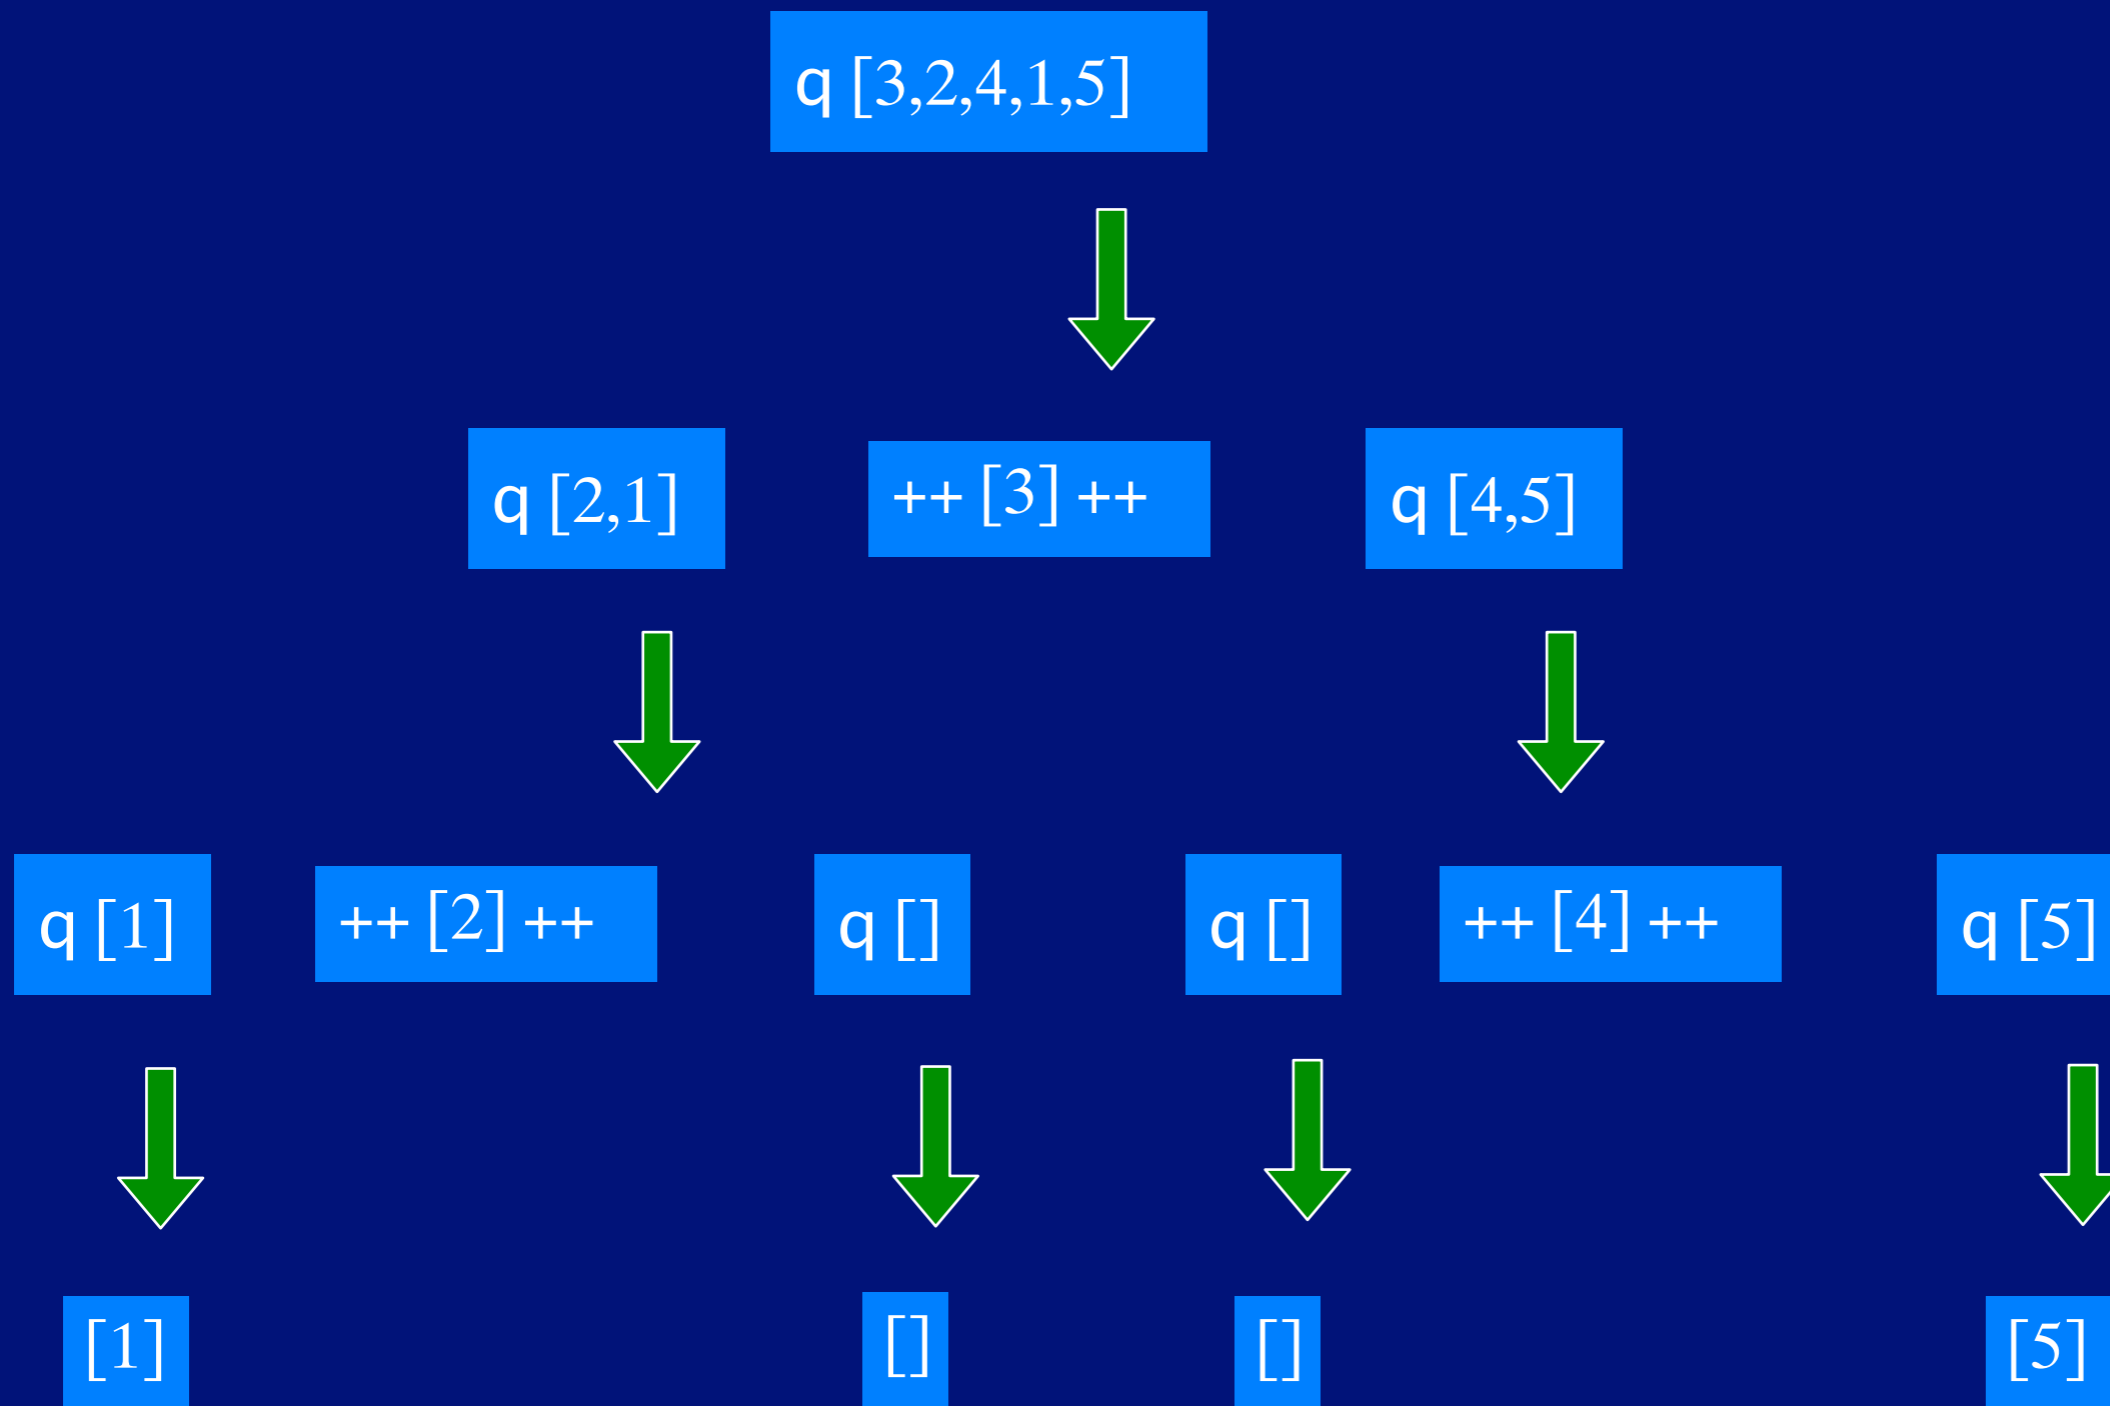 q [3,2,4,1,5]
q [2,1] ++ [3] ++ q [4,5]
q [1] ++ [2] ++ q [] q [] ++ [4] ++ q [5]
[1] [] [] [5]